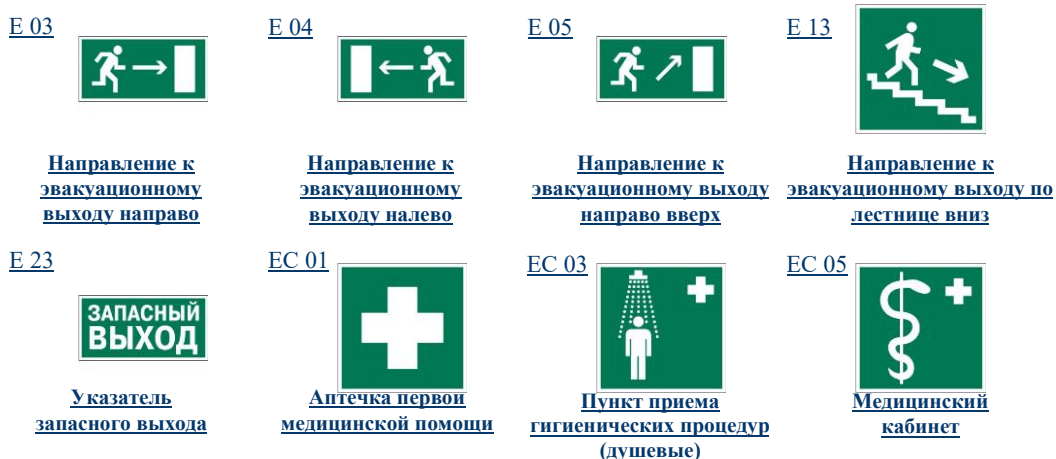 E 03
E 04
E 05
E 13
Направление к
эвакуационному
выходу направо
Направление к
эвакуационному
выходу налево
Направление к
эвакуационному выходу
направо вверх
Направление к
эвакуационному выходу по
лестнице вниз
E 23
EC 01
EC 03
EC 05
ЗАПАСНЫЙ
ВЫХОД
Указатель
запасного выхода
Аптечка первой
медицинской помощи
Пункт приема
гигиенических процедур
(душевые)
Медицинский
кабинет